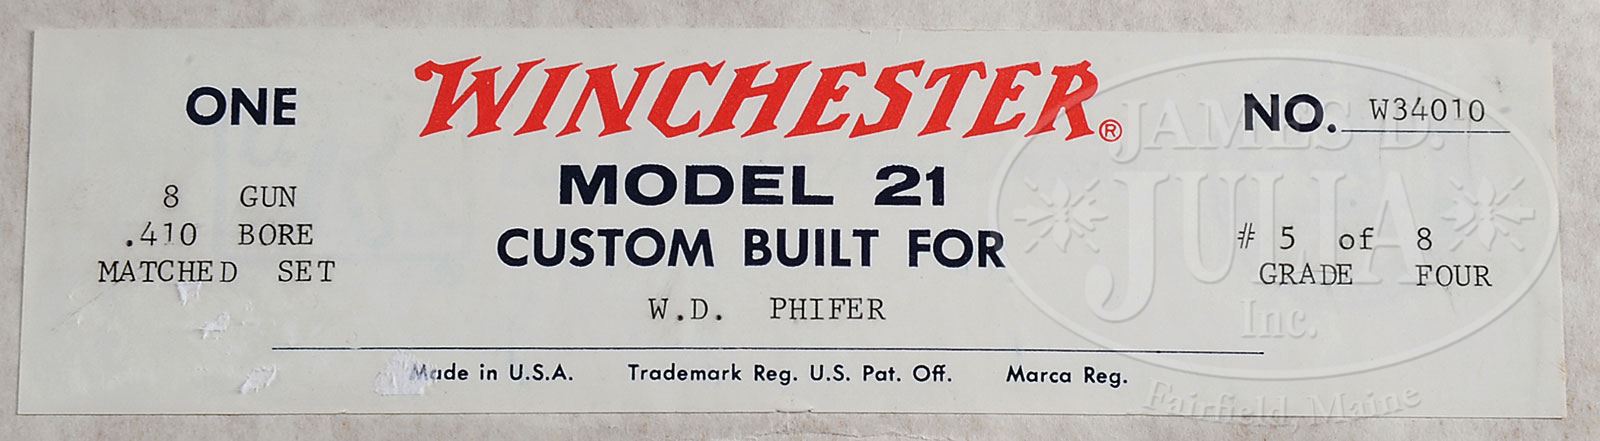 ONE WINCHESTER® NO. W34010
MODEL 21
8 GUN
.410 BORE
MATCHED SET
CUSTOM BUILT FOR
W.D. PHIFER
# 5 of 8
GRADE FOUR
Made in U.S.A. Trademark Reg. U.S. Pat. Off. Marca Reg.
JAMES D.
JULIA
Inc.
Fairfield, Maine